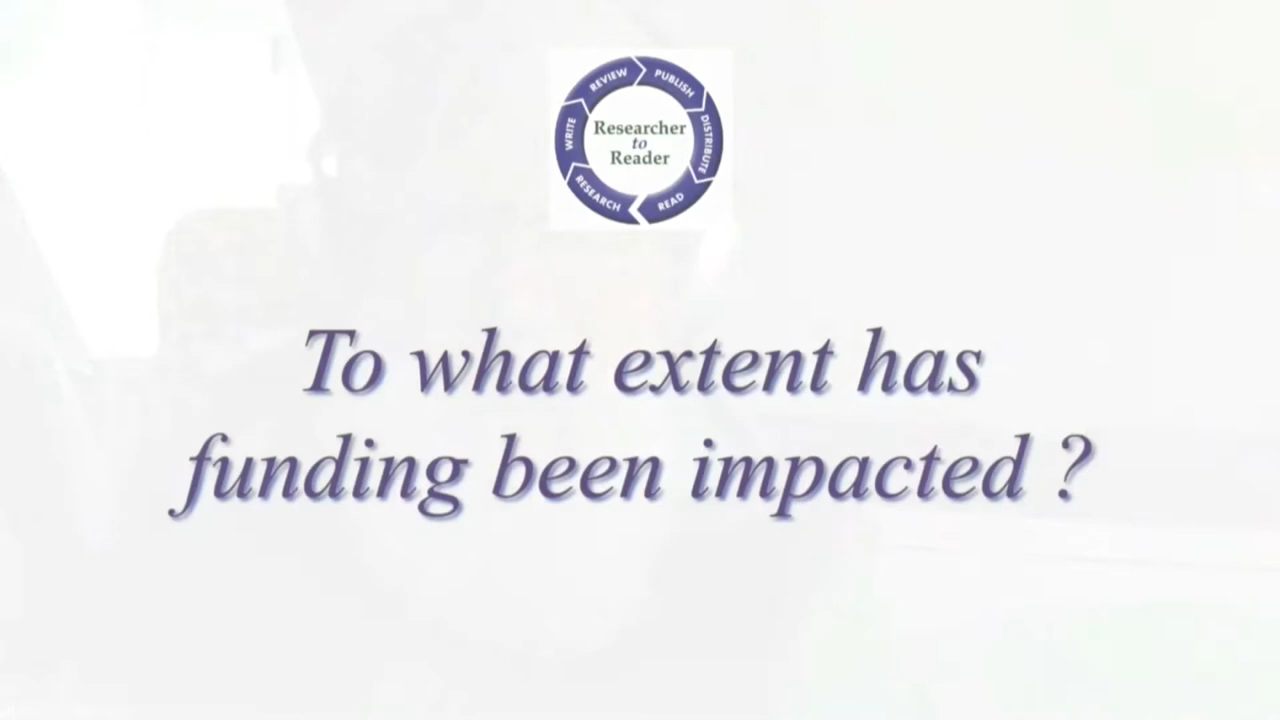 REVIEW
PUBLISH
WRITE
DISTRIBUTE
RESEARCH
READ
Researcher
to
Reader
To what extent has
funding been impacted ?